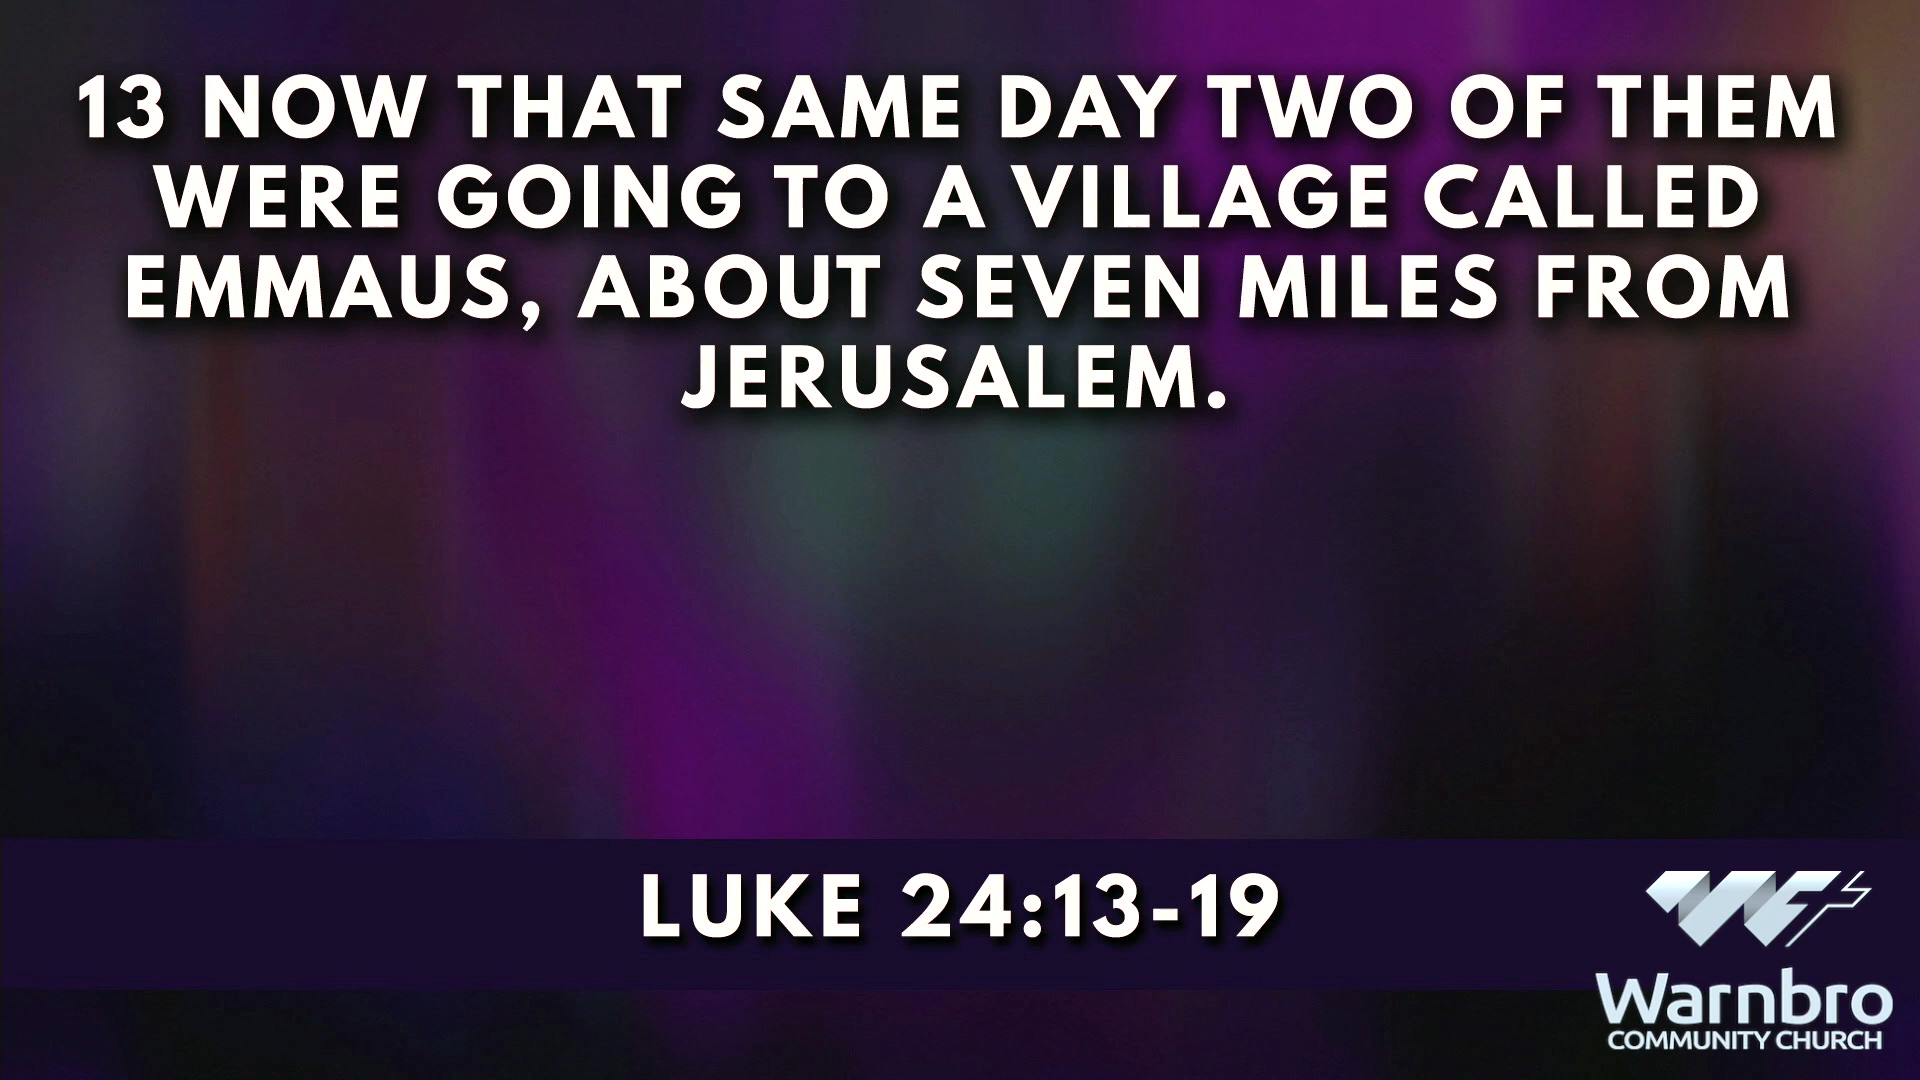 13 NOW THAT SAME DAY TWO OF THEM
WERE GOING TO A VILLAGE CALLED
EMMAUS, ABOUT SEVEN MILES FROM
JERUSALEM.
LUKE 24:13-19
Warnbro
COMMUNITY CHURCH